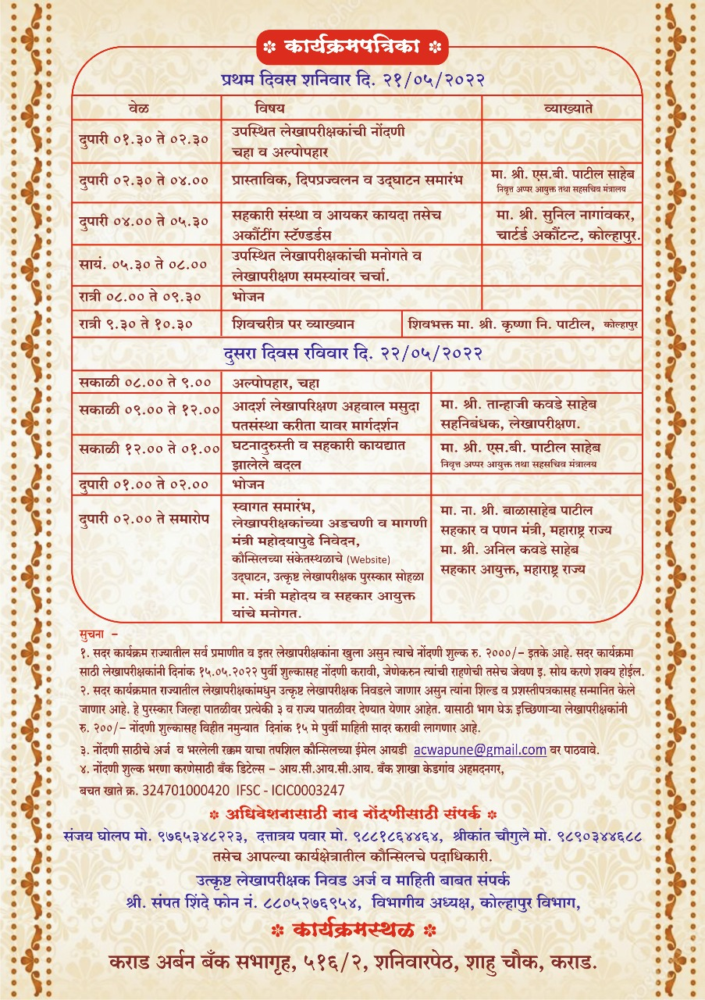 कार्यक्रमपत्रिका
प्रथम दिवस शनिवार दि. २१/०५/२०२२
वेळ विषय व्याख्याते
दुपारी ०१.३० ते ०२.३० उपस्थित लेखापरीक्षकांची नोंदणी
चहा व अल्पोपहार
दुपारी ०२.३० ते ०४.०० प्रास्ताविक, दिपप्रज्वलन व उद्घाटन समारंभ मा. श्री. एस.बी. पाटील साहेब
निवृत्त अप्पर आयुक्त तथा सहसचिव मंत्रालय
दुपारी ०४.०० ते ०५.३० सहकारी संस्था व आयकर कायदा तसेच मा. श्री. सुनिल नागांवकर,
अकौंटींग स्टॅण्डर्डस चार्टर्ड अकौंटन्ट, कोल्हापुर.
सायं. ०५.३० ते ०८.०० उपस्थित लेखापरीक्षकांची मनोगते व
लेखापरीक्षण समस्यांवर चर्चा.
रात्री ०८.०० ते ०९.३० भोजन
रात्री ९.३० ते १०.३० शिवचरीत्र पर व्याख्यान शिवभक्त मा. श्री. कृष्णा नि. पाटील, कोल्हापुर
दुसरा दिवस रविवार दि. २२/०५/२०२२
सकाळी ०८.०० ते ९.०० अल्पोपहार, चहा
सकाळी ०९.०० ते १२.०० आदर्श लेखापरिक्षण अहवाल मसुदा मा. श्री. तान्हाजी कवडे साहेब
पतसंस्था करीता यावर मार्गदर्शन सहनिबंधक, लेखापरीक्षण.
सकाळी १२.०० ते ०१.०० घटनादुरुस्ती व सहकारी कायद्यात मा. श्री. एस.बी. पाटील साहेब
झालेले बदल निवृत्त अप्पर आयुक्त तथा सहसचिव मंत्रालय
दुपारी ०१.०० ते ०२.०० भोजन
दुपारी ०२.०० ते समारोप स्वागत समारंभ, मा. ना. श्री. बाळासाहेब पाटील
लेखापरीक्षकांच्या अडचणी व मागणी सहकार व पणन मंत्री, महाराष्ट्र राज्य
मंत्री महोदयापुढे निवेदन, मा. श्री. अनिल कवडे साहेब
कौन्सिलच्या संकेतस्थळाचे (Website) सहकार आयुक्त, महाराष्ट्र राज्य
उद्घाटन, उत्कृष्ट लेखापरीक्षक पुरस्कार सोहळा
मा. मंत्री महोदय व सहकार आयुक्त
यांचे मनोगत.
सुचना –
१. सदर कार्यक्रम राज्यातील सर्व प्रमाणीत व इतर लेखापरीक्षकांना खुला असुन त्याचे नोंदणी शुल्क रु. २०००/– इतके आहे. सदर कार्यक्रमा
साठी लेखापरीक्षकांनी दिनांक १५.०५.२०२२ पुर्वी शुल्कासह नोंदणी करावी, जेणेकरुन त्यांची राहणेची तसेच जेवण इ. सोय करणे शक्य होईल.
२. सदर कार्यक्रमात राज्यातील लेखापरीक्षकांमधुन उत्कृष्ट लेखापरीक्षक निवडले जाणार असुन त्यांना शिल्ड व प्रशस्तीपत्रकासह सन्मानित केले
जाणार आहे. हे पुरस्कार जिल्हा पातळीवर प्रत्येकी ३ व राज्य पातळीवर देण्यात येणार आहेत. यासाठी भाग घेऊ इच्छिणाऱ्या लेखापरीक्षकांनी
रु. २००/– नोंदणी शुल्कासह विहीत नमुन्यात दिनांक १५ मे पुर्वी माहिती सादर करावी लागणार आहे.
३. नोंदणी साठीचे अर्ज व भरलेली रक्कम याचा तपशिल कौन्सिलच्या ईमेल आयडी acwapune@gmail.com वर पाठवावे.
४. नोंदणी शुल्क भरणा करणेसाठी बँक डिटेल्स – आय.सी.आय.सी.आय. बँक शाखा केडगांव अहमदनगर,
बचत खाते क्र. 324701000420 IFSC - ICIC0003247
अधिवेशनासाठी नाव नोंदणीसाठी संपर्क
संजय घोलप मो. ९७६५३४८२२३, दत्तात्रय पवार मो. ९८८१८६४४६४, श्रीकांत चौगुले मो. ९८९०३४४६८८
तसेच आपल्या कार्यक्षेत्रातील कौन्सिलचे पदाधिकारी.
उत्कृष्ट लेखापरीक्षक निवड अर्ज व माहिती बाबत संपर्क
श्री. संपत शिंदे फोन नं. ८८०५२७६९५४, विभागीय अध्यक्ष, कोल्हापुर विभाग,
कार्यक्रमस्थळ
कराड अर्बन बँक सभागृह, ५१६/२, शनिवारपेठ, शाहु चौक, कराड.